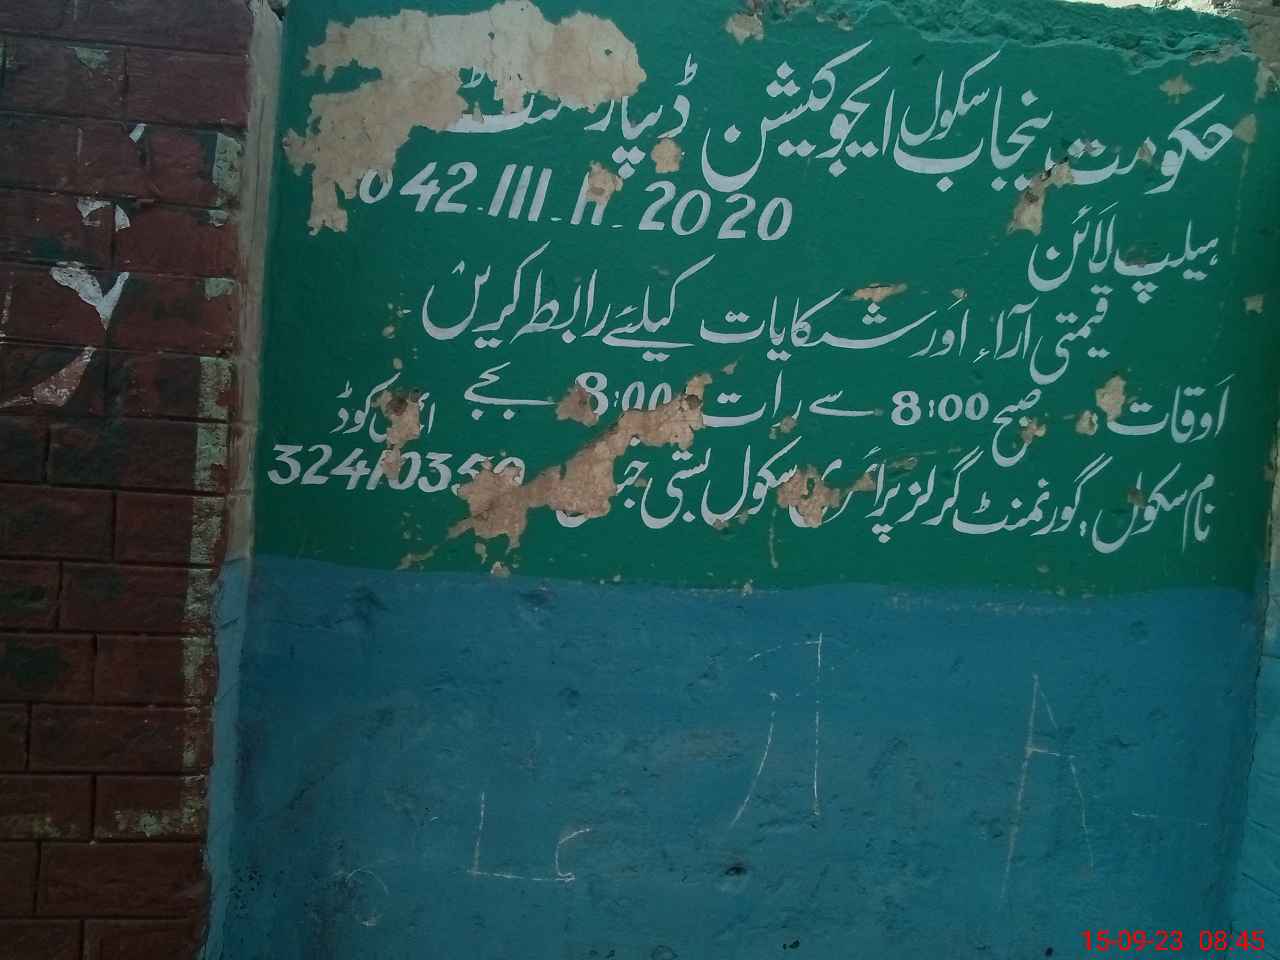 حکومت پنجاب سکول ایجوکیشن ڈیپارٹمنٹ
ہیلپ لائن 042.111.11.2020
قیمتی آراء اور شکایات کیلئے رابطہ کریں
اوقات صبح 8:00 سے رات 8:00 بجے
نام سکول. گورنمنٹ گرلز پرائمری سکول بستی
کوڈ
A
15-09-23 08:45